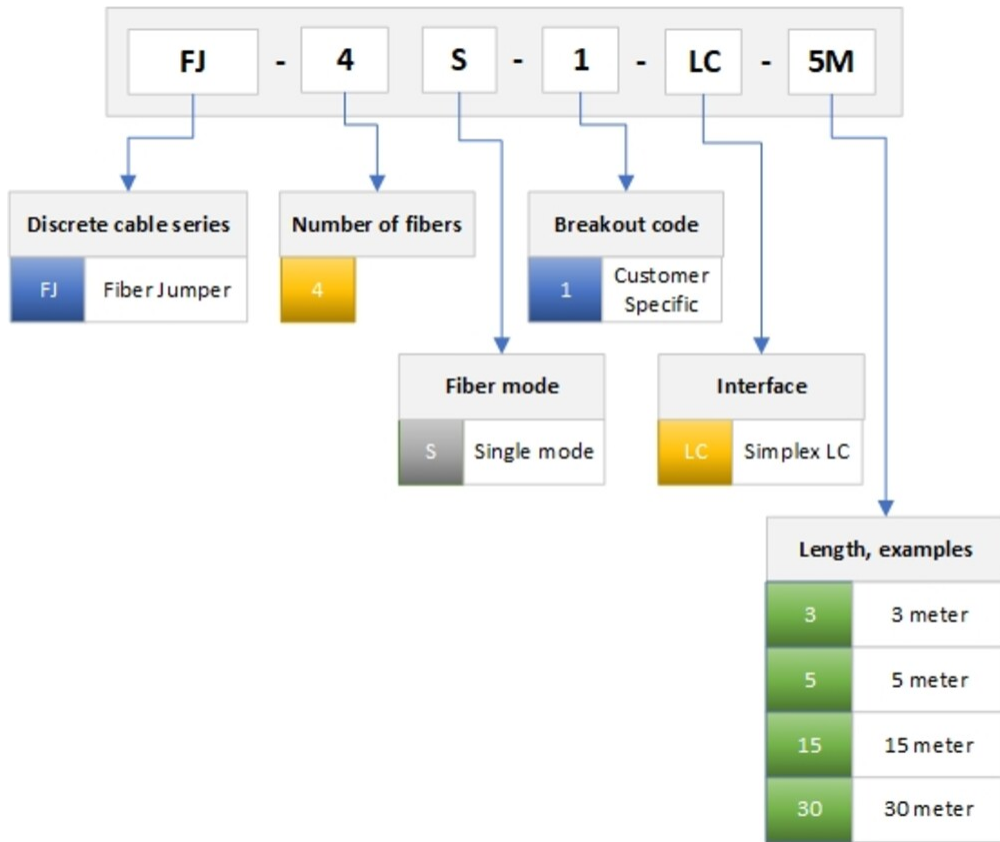 FJ - 4 S - 1 - LC - 5M
Discrete cable series
FJ Fiber Jumper
Number of fibers
4
Breakout code
1 Customer
Specific
Fiber mode
S Single mode
Interface
LC Simplex LC
Length, examples
3 3 meter
5 5 meter
15 15 meter
30 30 meter